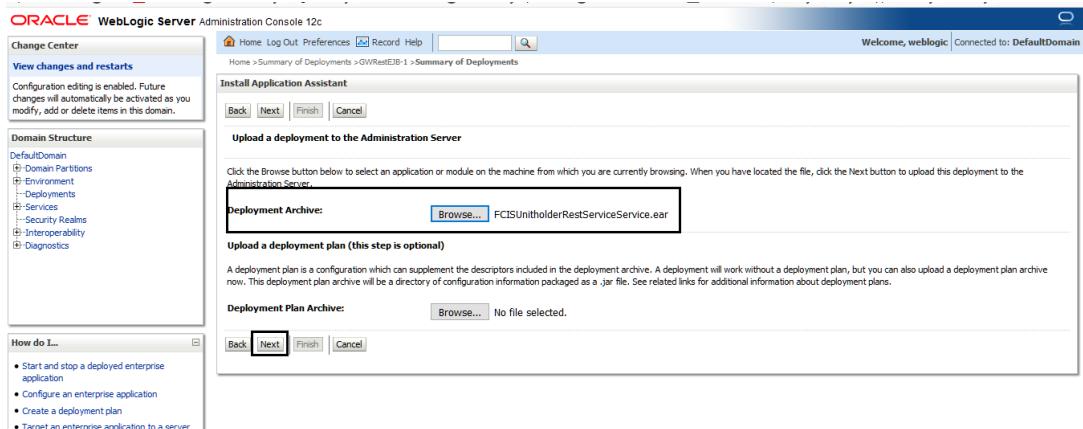 ORACLE WebLogic Server Administration Console 12c
Change Center
View changes and restarts
Configuration editing is enabled. Future
changes will automatically be activated as you
modify, add or delete items in this domain.
Domain Structure
DefaultDomain
Domain Partitions
Environment
Deployments
Services
Security Realms
Interoperability
Diagnostics
How do I...
Start and stop a deployed enterprise
application
Configure an enterprise application
Create a deployment plan
Target an enterprise application to a server
Home Log Out Preferences Record Help
Welcome, weblogic Connected to: DefaultDomain
Home >Summary of Deployments >GWRestEJB-1 >Summary of Deployments
Install Application Assistant
Back Next Finish Cancel
Upload a deployment to the Administration Server
Click the Browse button below to select an application or module on the machine from which you are currently browsing. When you have located the file, click the Next button to upload this deployment to the
Administration Server.
Deployment Archive: Browse... FCISUnitholderRestServiceService.ear
Upload a deployment plan (this step is optional)
A deployment plan is a configuration which can supplement the descriptors included in the deployment archive. A deployment will work without a deployment plan, but you can also upload a deployment plan archive
now. This deployment plan archive will be a directory of configuration information packaged as a .jar file. See related links for additional information about deployment plans.
Deployment Plan Archive: Browse... No file selected.
Back Next Finish Cancel